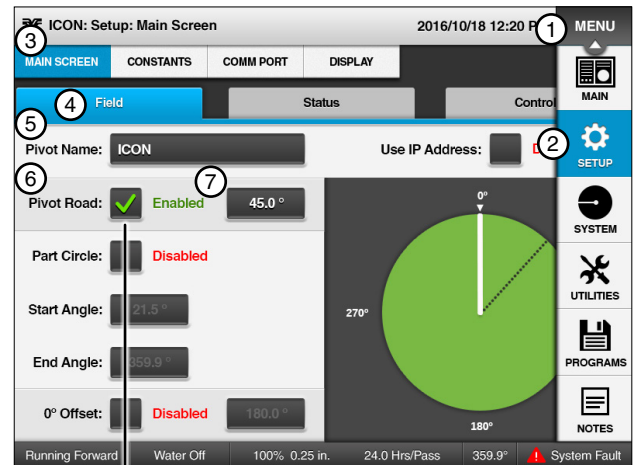 ICON: Setup: Main Screen 2016/10/18 12:20 P 1 MENU
3
MAIN SCREEN CONSTANTS COMM PORT DISPLAY
MAIN
4 Field Status Control
5
Pivot Name: ICON Use IP Address: D 2 SETUP
6 7
Pivot Road: Enabled 45.0 °
0°
SYSTEM
Part Circle: Disabled
UTILITIES
Start Angle: 21.5 °
270°
End Angle: 359.9 °
PROGRAMS
0° Offset: Disabled 180.0 °
180°
NOTES
Running Forward Water Off 100% 0.25 in. 24.0 Hrs/Pass 359.9° System Fault